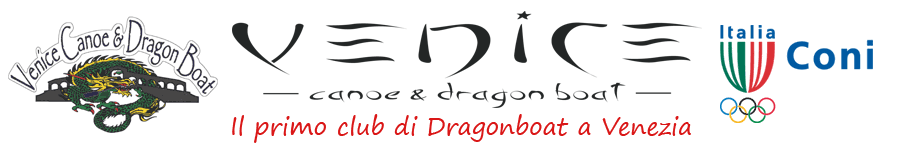 Venice Canoe & Dragon Boat
VENICE
canoe & dragon boat
Il primo club di Dragonboat a Venezia
Italia
Coni